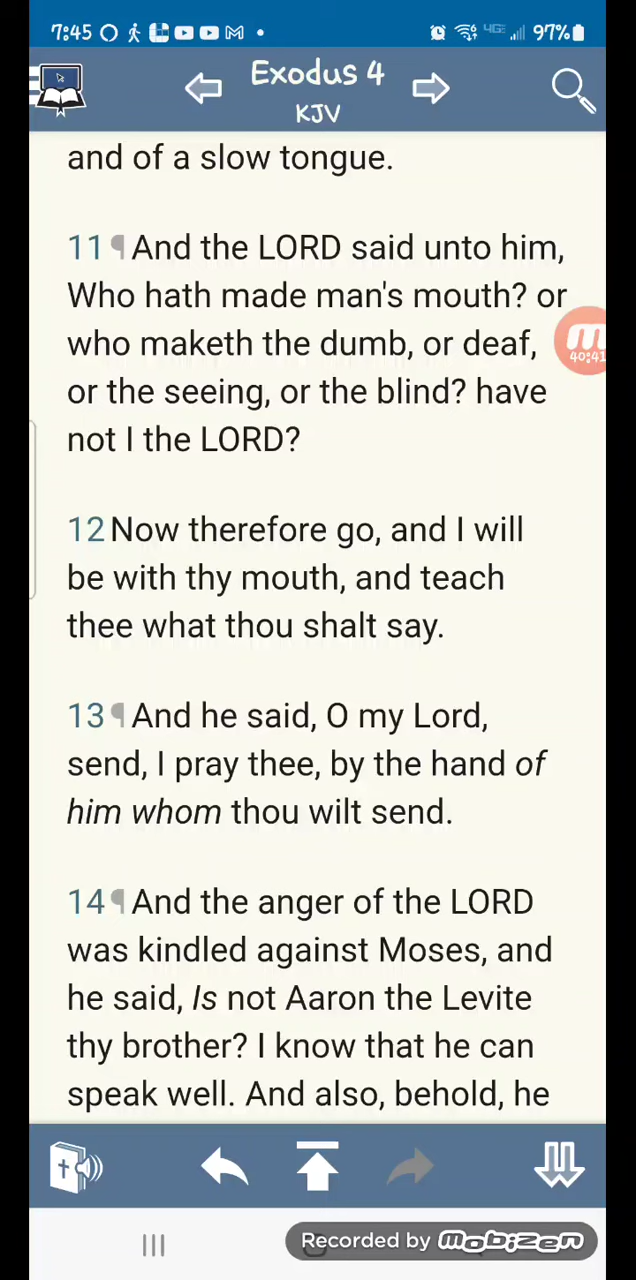 7:45 4GE 97%
Exodus 4
KJV
and of a slow tongue.
11 ¶ And the LORD said unto him,
Who hath made man's mouth? or
who maketh the dumb, or deaf,
or the seeing, or the blind? have
not I the LORD?
40:41
12 Now therefore go, and I will
be with thy mouth, and teach
thee what thou shalt say.
13 ¶ And he said, O my Lord,
send, I pray thee, by the hand of
him whom thou wilt send.
14 ¶ And the anger of the LORD
was kindled against Moses, and
he said, Is not Aaron the Levite
thy brother? I know that he can
speak well. And also, behold, he
Recorded by mobizen